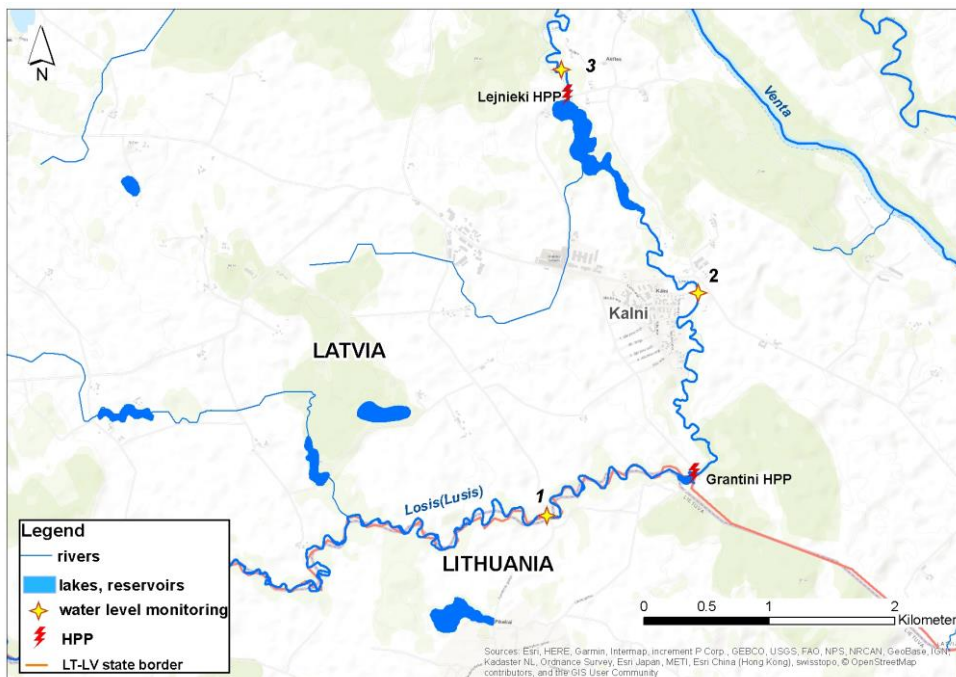 N
3
Lejnieki HPP
Venta
2
Kalni
LATVIA
Grantini HPP
Losis(Lusis)
1
LITHUANIA
Legend
rivers
lakes, reservoirs
water level monitoring
HPP
LT-LV state border
0 0.5 1 2
Kilometer
Sources: Esri, HERE, Garmin, Intermap, increment P Corp., GEBCO, USGS, FAO, NPS, NRCAN, GeoBase, IGN,
Kadaster NL, Ordnance Survey, Esri Japan, METI, Esri China (Hong Kong), swisstopo, © OpenStreetMap
contributors, and the GIS User Community